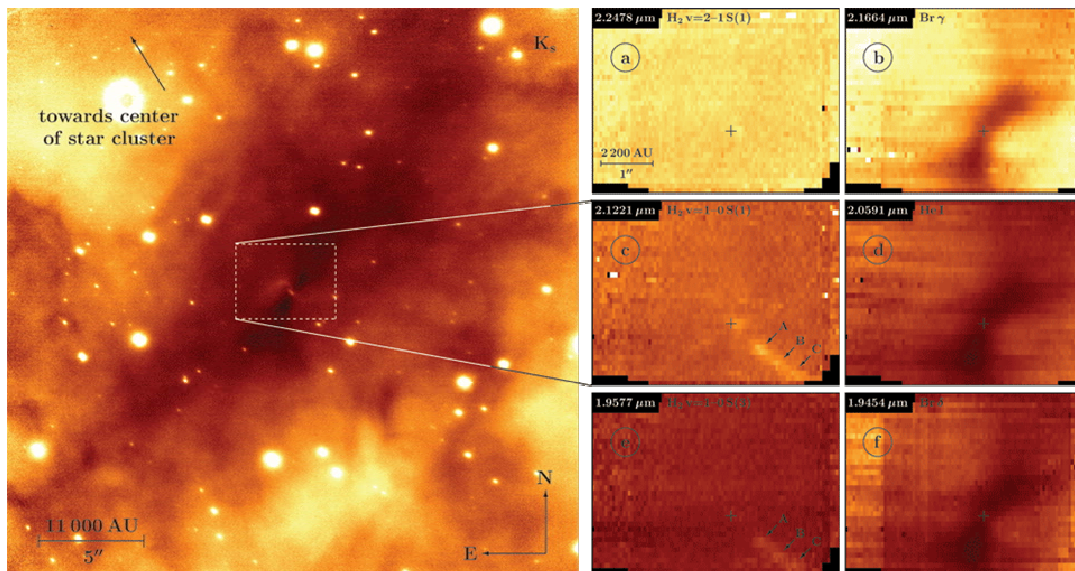 K_s
towards center
of star cluster
11 000 AU
5″
N
E
2.2478 μm H₂ v=2–1 S(1)
a
2 200 AU
1″
2.1664 μm Br γ
b
2.1221 μm H₂ v=1–0 S(1)
c
A
B
C
2.0591 μm He I
d
1.9577 μm
e
A
B
C
1.9454 μm Br δ
f